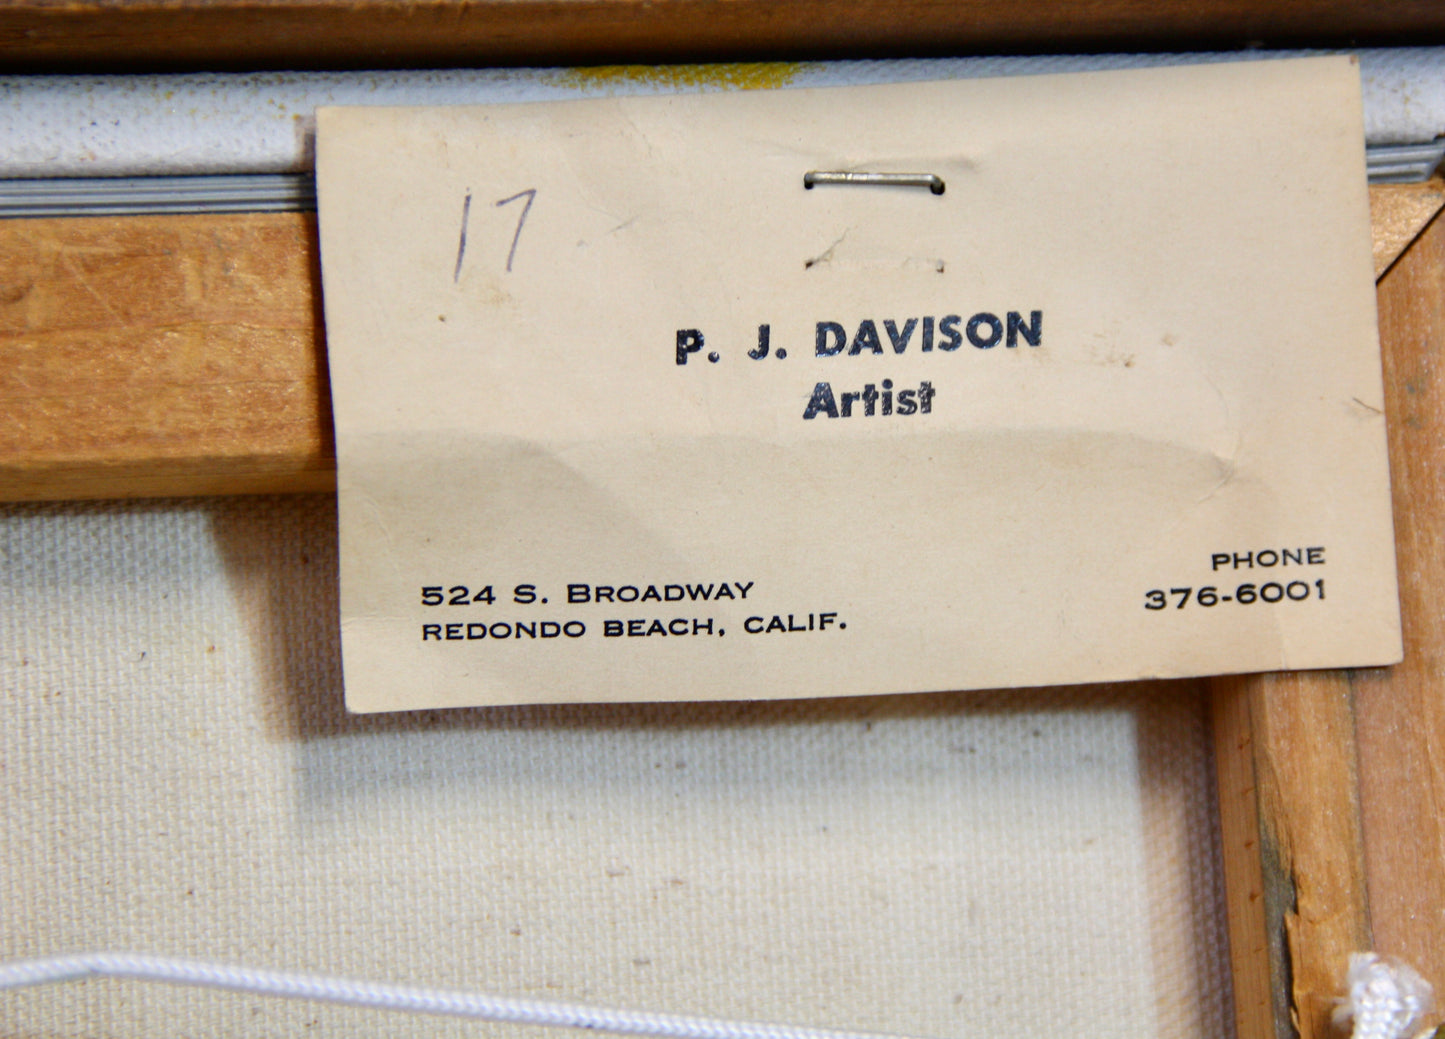 17
P. J. DAVISON
Artist
524 S. BROADWAY
REDONDO BEACH, CALIF.
PHONE
376-6001